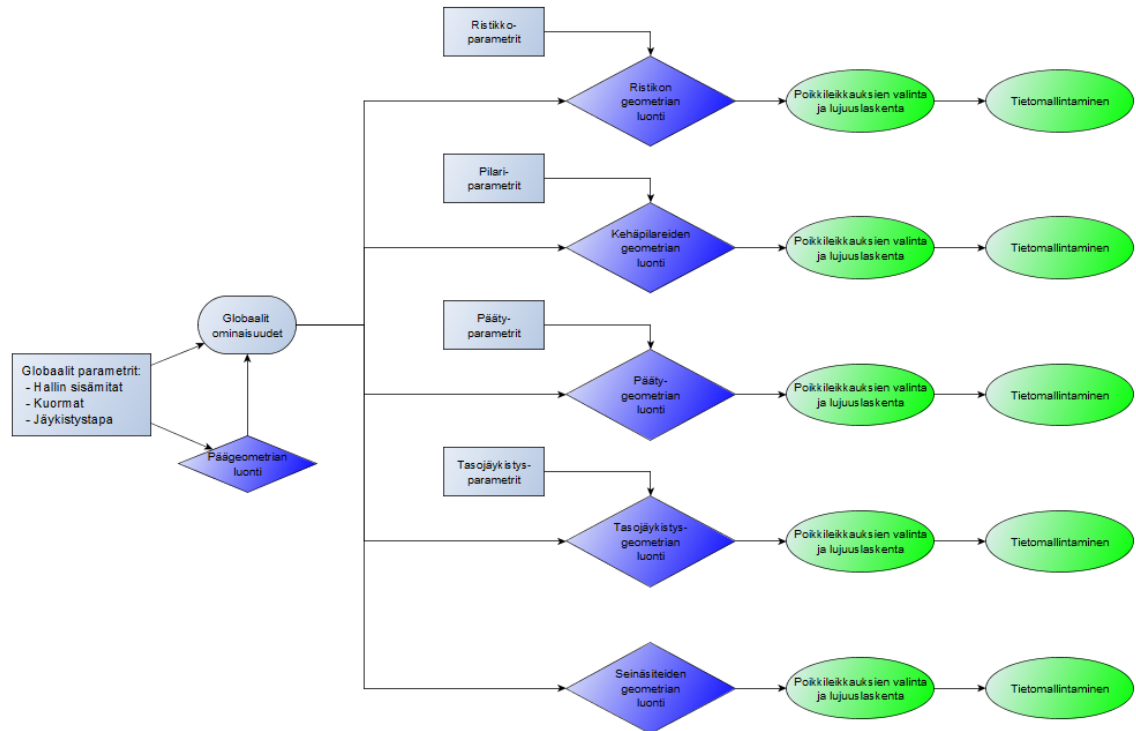 Ristikko-
parametrit
Ristikon
geometrian
luonti
Poikkileikkauksien valinta
ja lujuuslaskenta
Tietomallintaminen
Pilari-
parametrit
Kehäpilareiden
geometrian
luonti
Poikkileikkauksien valinta
ja lujuuslaskenta
Tietomallintaminen
Globaalit
ominaisuudet
Globaalit parametrit:
- Hallin sisämitat
- Kuormat
- Jäykistystapa
Päägeometrian
luonti
Pääty-
parametrit
Pääty-
geometrian
luonti
Poikkileikkauksien valinta
ja lujuuslaskenta
Tietomallintaminen
Tasojäykistys-
parametrit
Tasojäykistys-
geometrian
luonti
Poikkileikkauksien valinta
ja lujuuslaskenta
Tietomallintaminen
Seinäsiteiden
geometrian
luonti
Poikkileikkauksien valinta
ja lujuuslaskenta
Tietomallintaminen